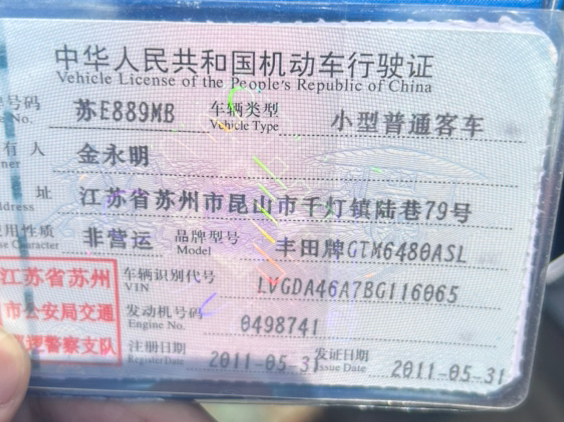 中华人民共和国机动车行驶证
Vehicle License of the People's Republic of China
号码 苏E889MB 车辆类型 小型普通客车
No. Vehicle Type
有人 金永明
址 江苏省苏州市昆山市千灯镇陆巷79号
用性质 非营运 品牌型号 丰田牌GTM6480ASL
Character Model
江苏省苏州 车辆识别代号 LVGDA46A7BG116065
VIN
市公安局交通 发动机号码 0498741
Engine No.
警察支队 注册日期 2011-05-31 发证日期 2011-05-31
Register Date Issue Date